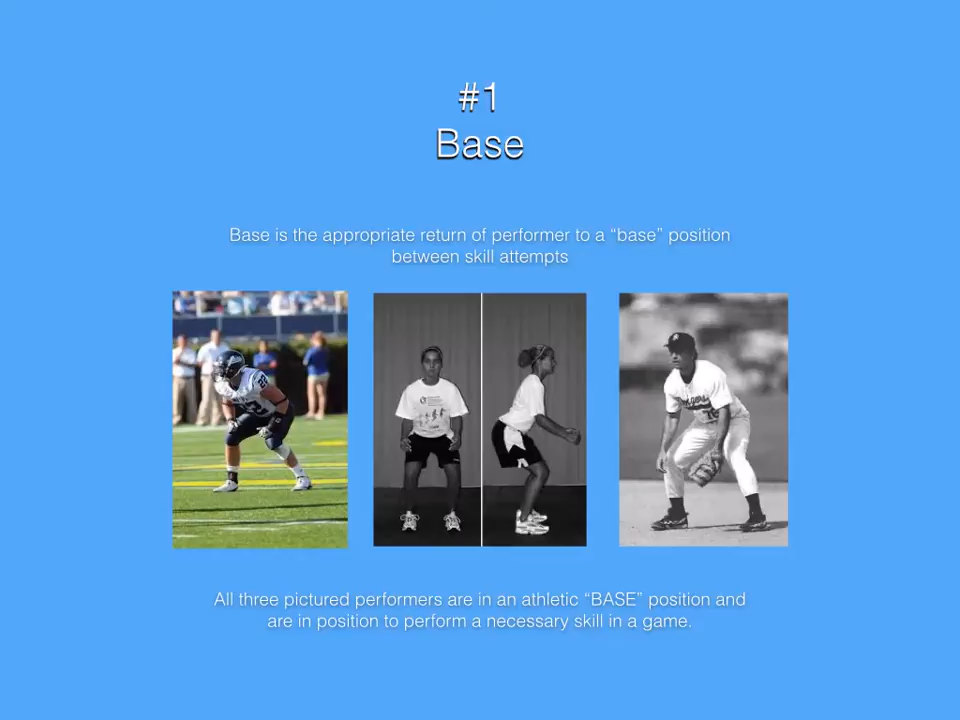 #1
Base
Base is the appropriate return of performer to a “base” position
between skill attempts
All three pictured performers are in an athletic “BASE” position and
are in position to perform a necessary skill in a game.